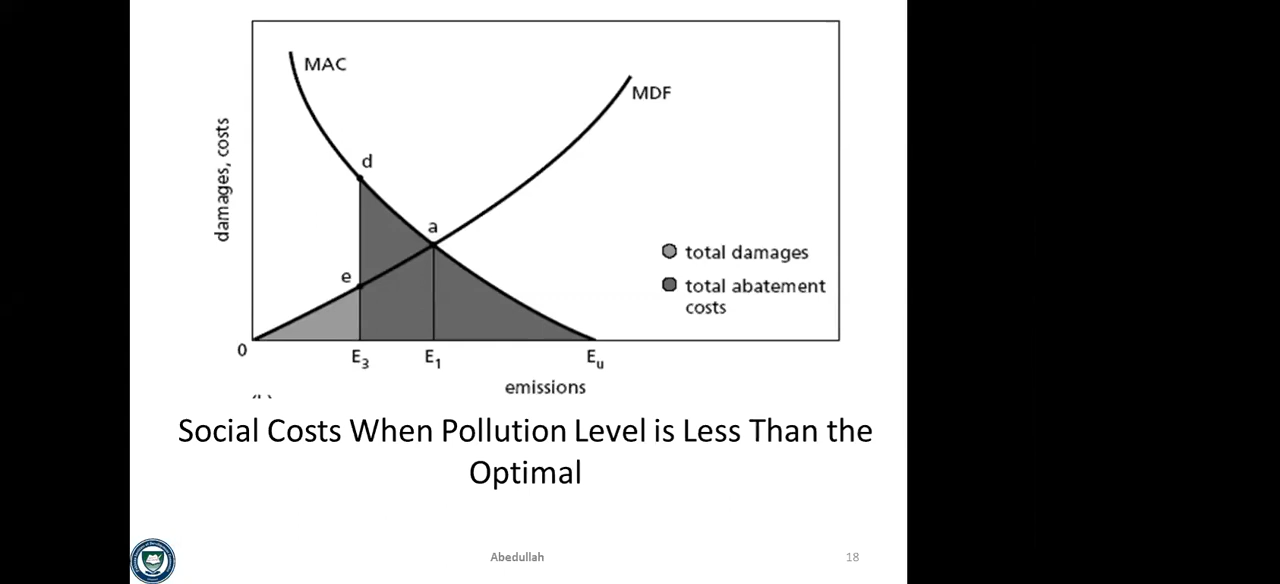 MAC
MDF
d
a
e
damages, costs
total damages
total abatement
costs
0
E₃
E₁
Eᵤ
emissions
Social Costs When Pollution Level is Less Than the
Optimal
Abedullah
18